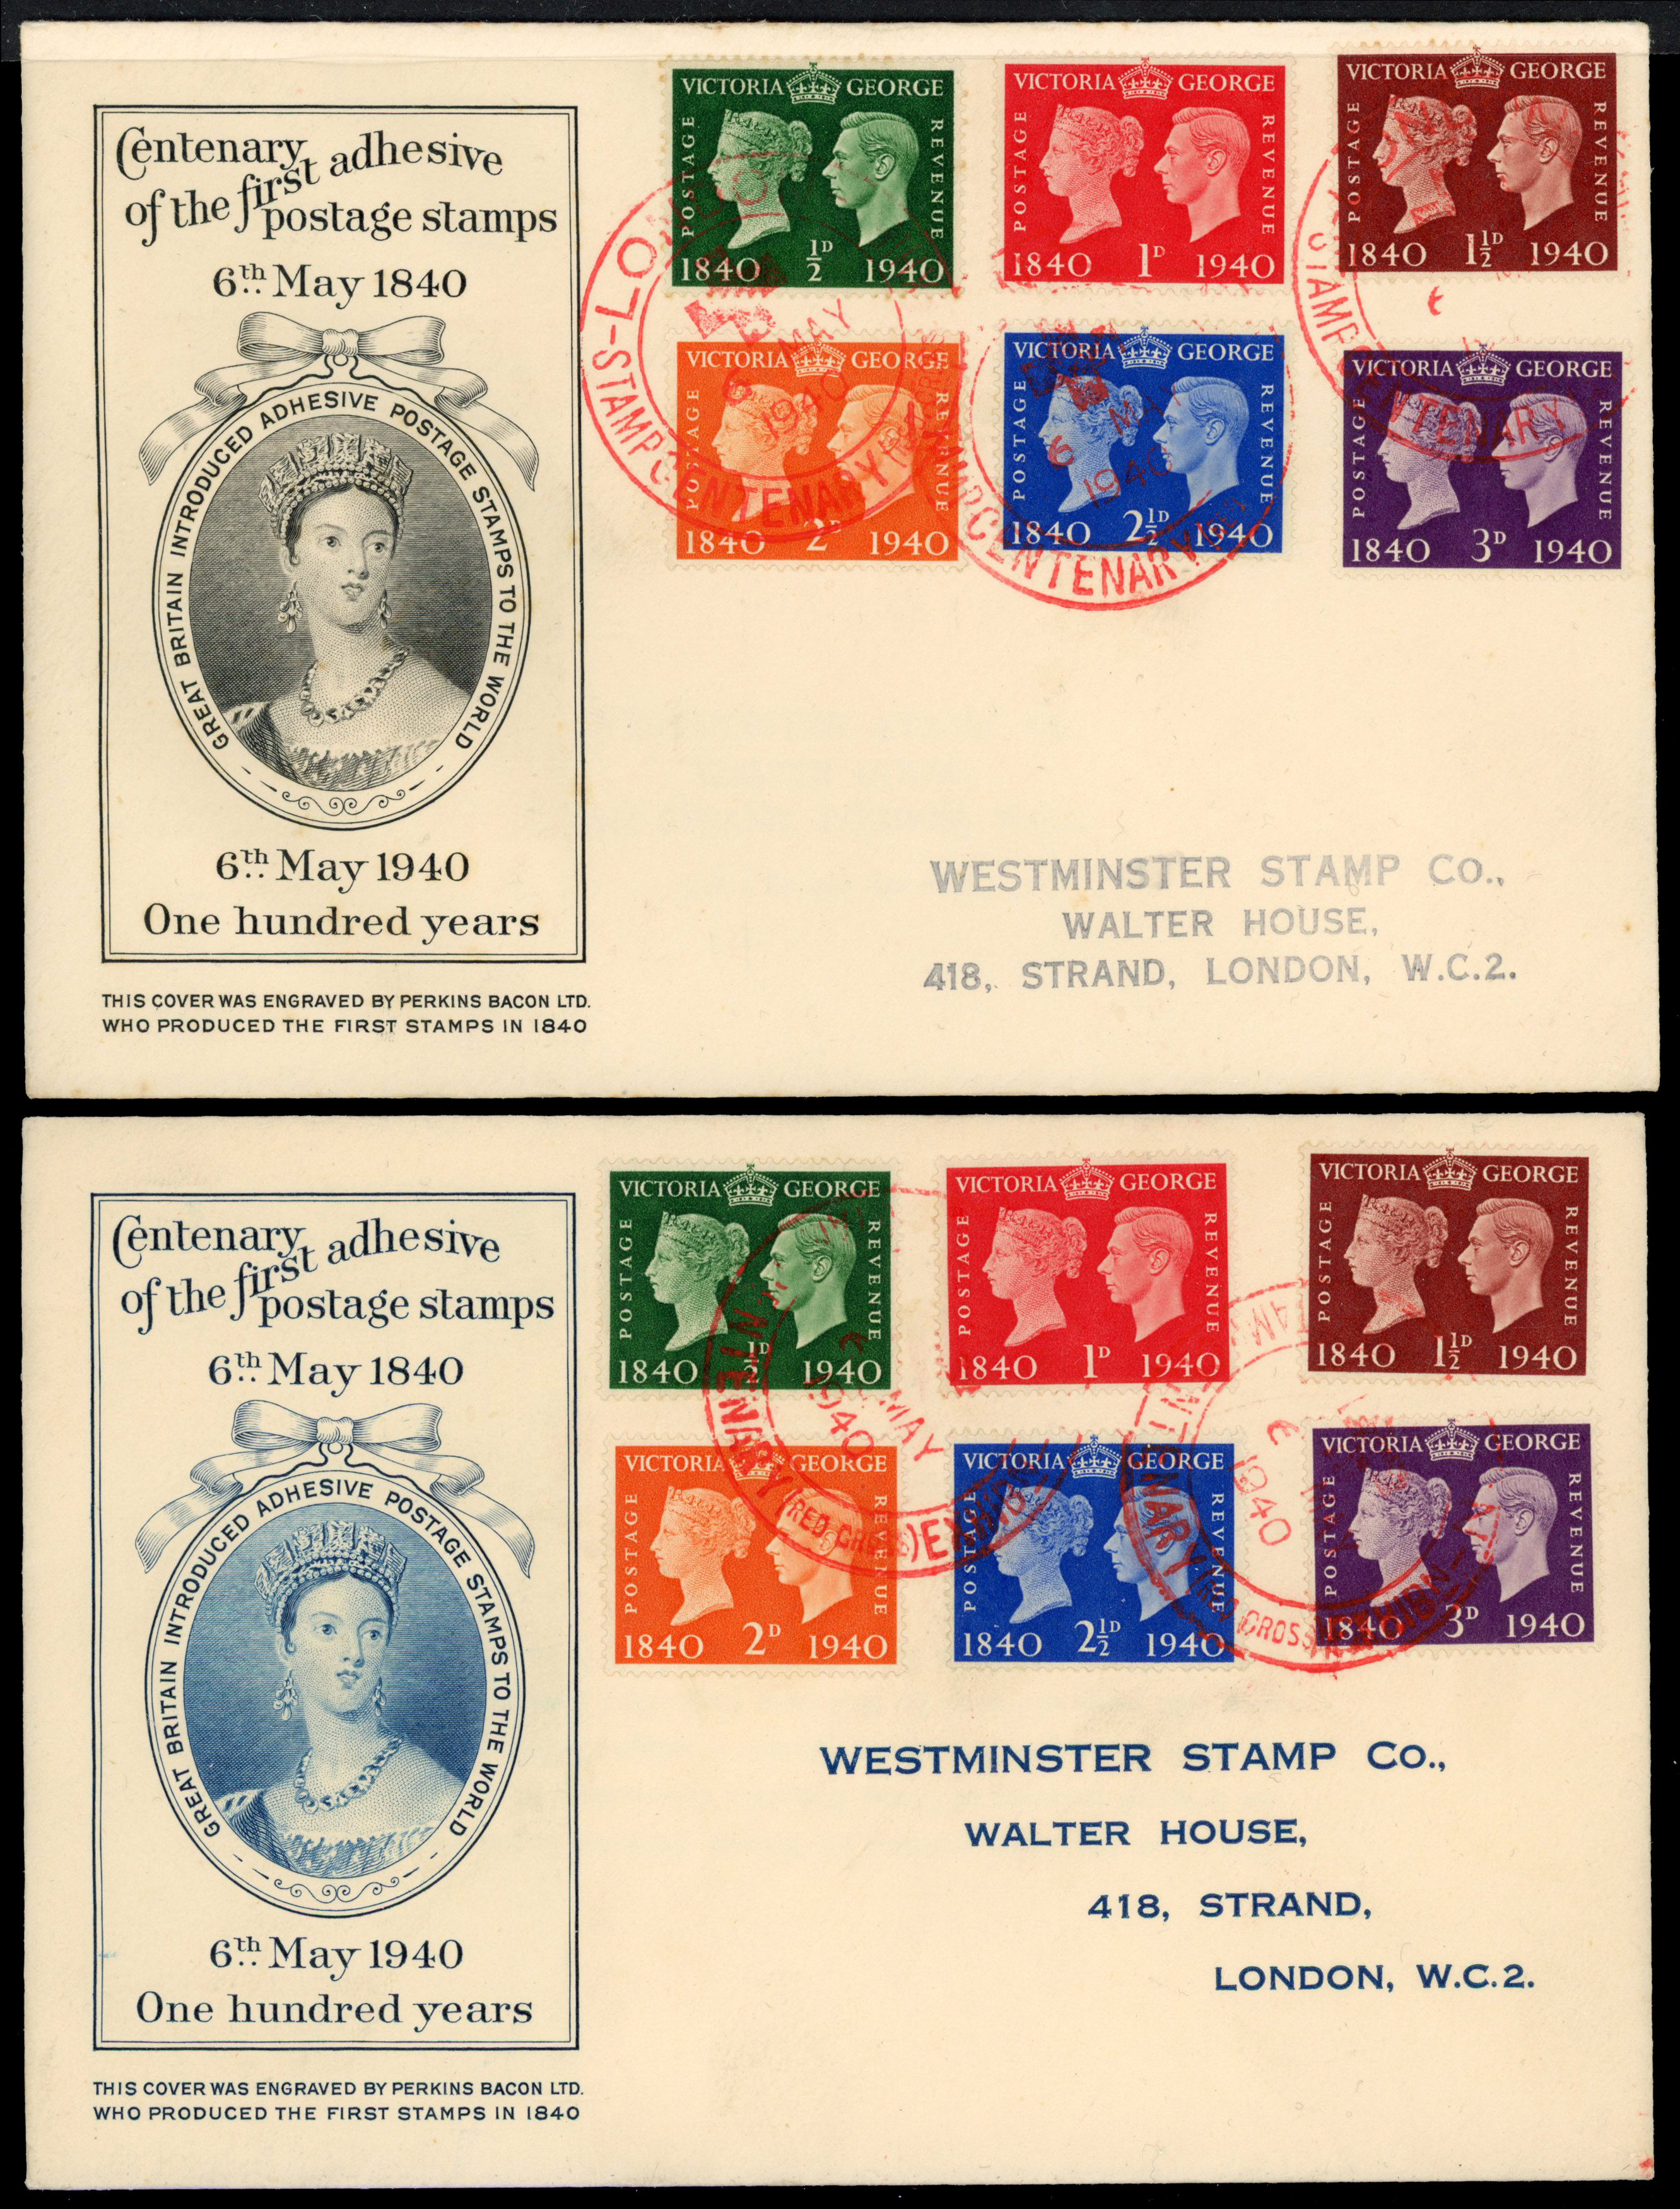 Centenary
of the first adhesive
postage stamps
6th May 1840
GREAT BRITAIN INTRODUCED ADHESIVE POSTAGE STAMPS TO THE WORLD
6th May 1940
One hundred years
THIS COVER WAS ENGRAVED BY PERKINS BACON LTD.
WHO PRODUCED THE FIRST STAMPS IN 1840
VICTORIA GEORGE
POSTAGE
REVENUE
1840 ½D 1940
VICTORIA GEORGE
POSTAGE
REVENUE
1840 1D 1940
VICTORIA GEORGE
POSTAGE
REVENUE
1840 1½D 1940
VICTORIA GEORGE
POSTAGE
REVENUE
1840 2D 1940
VICTORIA GEORGE
POSTAGE
REVENUE
1840 2½D 1940
VICTORIA GEORGE
POSTAGE
REVENUE
1840 3D 1940
STAMP CENTENARY
6 MAY
1940
STAMP CENTENARY
6 MAY
1940
STAMP CENTENARY
WESTMINSTER STAMP Co.,
WALTER HOUSE,
418, STRAND, LONDON, W.C.2.
Centenary
of the first adhesive
postage stamps
6th May 1840
GREAT BRITAIN INTRODUCED ADHESIVE POSTAGE STAMPS TO THE WORLD
6th May 1940
One hundred years
THIS COVER WAS ENGRAVED BY PERKINS BACON LTD.
WHO PRODUCED THE FIRST STAMPS IN 1840
VICTORIA GEORGE
POSTAGE
REVENUE
1840 ½D 1940
VICTORIA GEORGE
POSTAGE
REVENUE
1840 1D 1940
VICTORIA GEORGE
POSTAGE
REVENUE
1840 1½D 1940
VICTORIA GEORGE
POSTAGE
REVENUE
1840 2D 1940
VICTORIA GEORGE
POSTAGE
REVENUE
1840 2½D 1940
VICTORIA GEORGE
POSTAGE
REVENUE
1840 3D 1940
(RED CROSS)
MAY
1940
1940
WESTMINSTER STAMP Co.,
WALTER HOUSE,
418, STRAND,
LONDON, W.C.2.